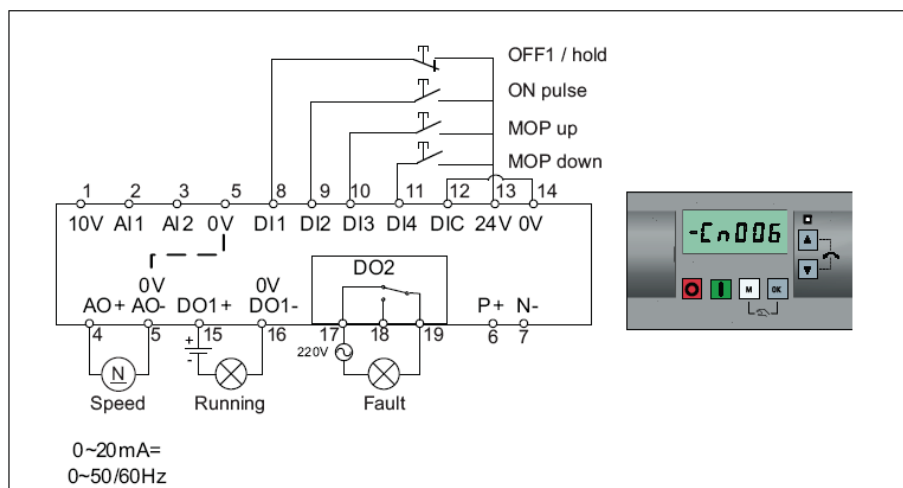 OFF1 / hold
ON pulse
MOP up
MOP down
1 2 3 5 8 9 10 11 12 13 14
10V AI1 AI2 0V DI1 DI2 DI3 DI4 DIC 24V 0V
-Cn006
DO2
0V 0V
AO+ AO- DO1+ DO1- P+ N-
4 5 15 16 17 18 19 6 7
+
-
220V
N
M OK
Speed Running Fault
0~20mA=
0~50/60Hz